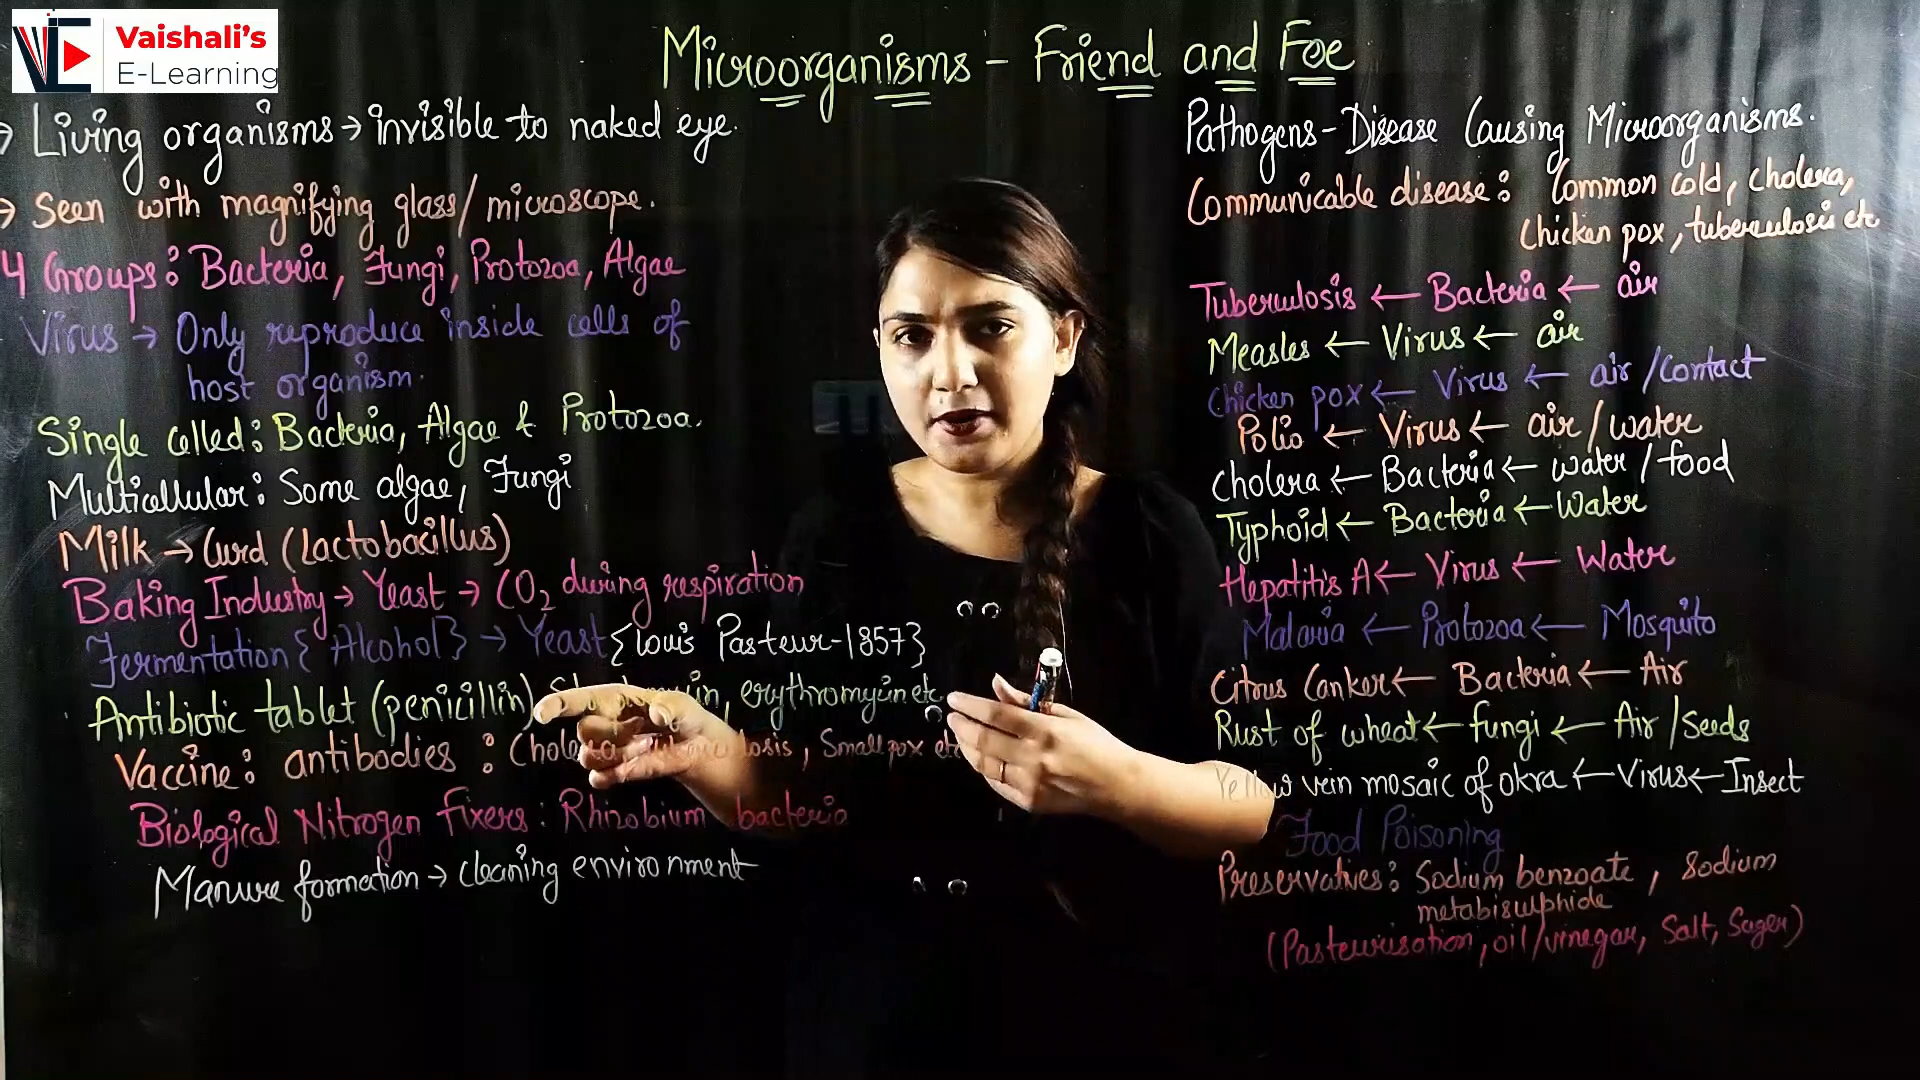 Vaishali's
E-Learning
Microorganisms - Friend and Foe
→ Living organisms → invisible to naked eye.
→ Seen with magnifying glass/ microscope.
4 Groups: Bacteria, Fungi, Protozoa, Algae
Virus → Only reproduce inside cells of
host organism.
Single celled: Bacteria, Algae & Protozoa.
Multicellular: Some algae, Fungi
Milk → Curd (Lactobacillus)
Baking Industry → Yeast → CO₂ during respiration
Fermentation {Alcohol} → Yeast {Louis Pasteur-1857}
Antibiotic tablet (penicillin) erythromycin etc
Vaccine: antibodies : Small pox etc
Biological Nitrogen Fixers: Rhizobium bacteria
Manure formation → cleaning environment
Pathogens - Disease Causing Microorganisms.
Communicable disease: Common cold, cholera,
Chicken pox, tuberculosis etc
Tuberculosis ← Bacteria ← air
Measles ← Virus ← air
Chicken pox ← Virus ← air /Contact
Polio ← Virus ← air / water
Cholera ← Bacteria ← water / food
Typhoid ← Bacteria ← Water
Hepatitis A ← Virus ← Water
Malaria ← Protozoa ← Mosquito
Citrus Canker ← Bacteria ← Air
Rust of wheat ← fungi ← Air /Seeds
Yellow vein mosaic of okra ← Virus ← Insect
Food Poisoning
Preservatives: Sodium benzoate, Sodium
metabisulphide
(Pasteurisation, oil/vinegar, Salt, Suger)